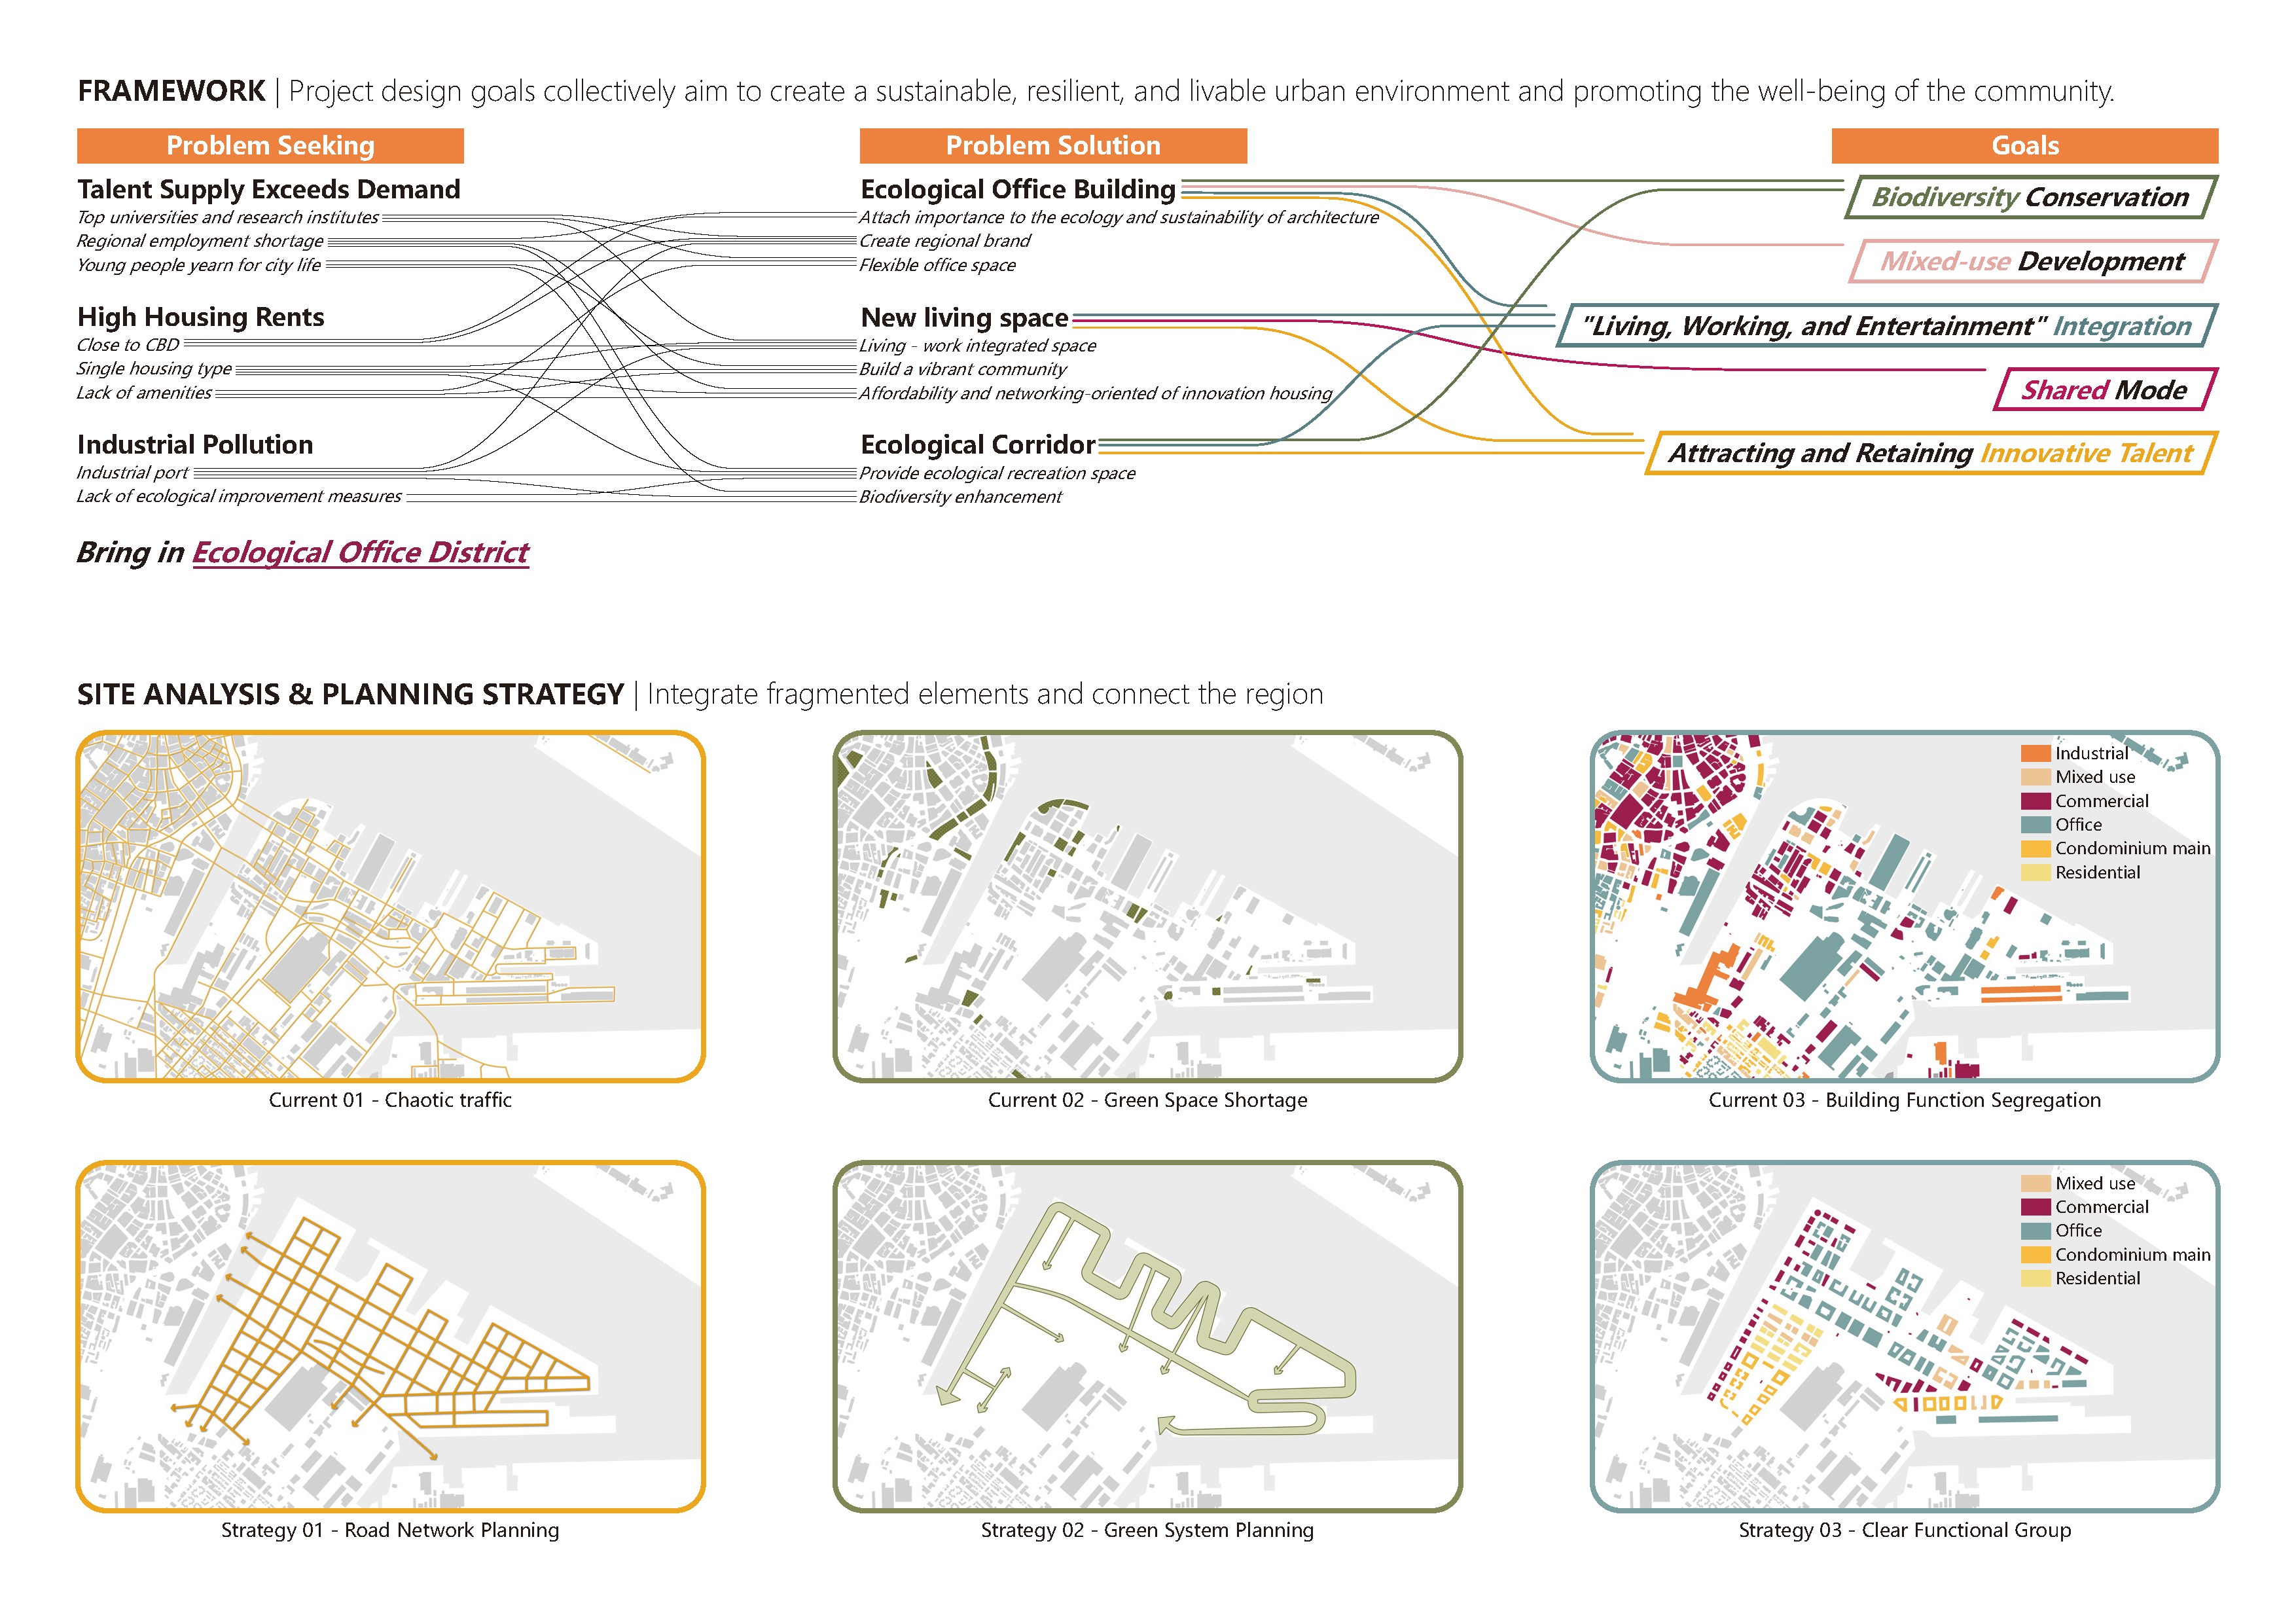 FRAMEWORK | Project design goals collectively aim to create a sustainable, resilient, and livable urban environment and promoting the well-being of the community.
Problem Seeking
Talent Supply Exceeds Demand
Top universities and research institutes
Regional employment shortage
Young people yearn for city life
High Housing Rents
Close to CBD
Single housing type
Lack of amenities
Industrial Pollution
Industrial port
Lack of ecological improvement measures
Bring in Ecological Office District
Problem Solution
Ecological Office Building
Attach importance to the ecology and sustainability of architecture
Create regional brand
Flexible office space
New living space
Living - work integrated space
Build a vibrant community
Affordability and networking-oriented of innovation housing
Ecological Corridor
Provide ecological recreation space
Biodiversity enhancement
Goals
Biodiversity Conservation
Mixed-use Development
"Living, Working, and Entertainment" Integration
Shared Mode
Attracting and Retaining Innovative Talent
SITE ANALYSIS & PLANNING STRATEGY | Integrate fragmented elements and connect the region
Industrial
Mixed use
Commercial
Office
Condominium main
Residential
Current 01 - Chaotic traffic
Current 02 - Green Space Shortage
Current 03 - Building Function Segregation
Mixed use
Commercial
Office
Condominium main
Residential
Strategy 01 - Road Network Planning
Strategy 02 - Green System Planning
Strategy 03 - Clear Functional Group